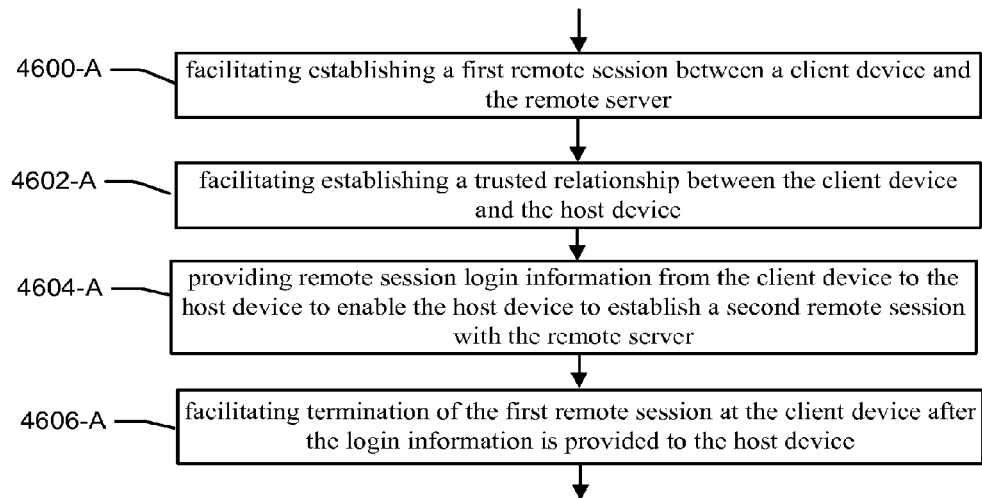 4600-A
facilitating establishing a first remote session between a client device and
the remote server
4602-A
facilitating establishing a trusted relationship between the client device
and the host device
4604-A
providing remote session login information from the client device to the
host device to enable the host device to establish a second remote session
with the remote server
4606-A
facilitating termination of the first remote session at the client device after
the login information is provided to the host device